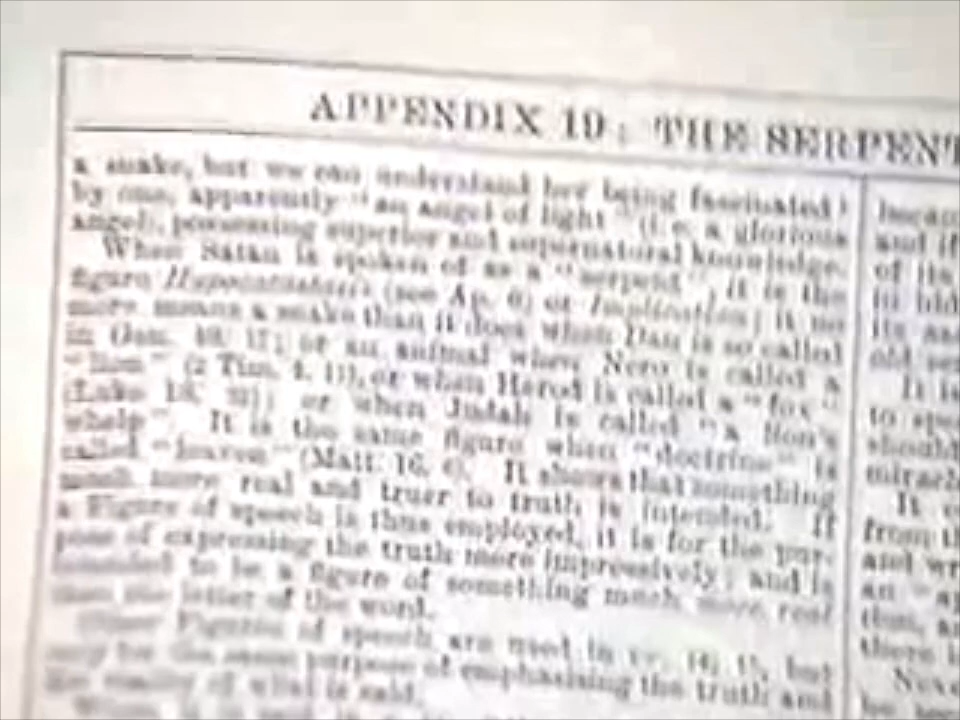 APPENDIX 19: THE SERPENT
a snake, but we can understand her being fascinated
by one, apparently "an angel of light" (i.e. a glorious
angel), possessing superior and supernatural knowledge.
When Satan is spoken of as a "serpent", it is the
figure Hypocatastasis (see Ap. 6) or Implication; it no
more means a snake than it does when Dan is so called
in Gen. 49. 17; or an animal when Nero is called a
"lion" (2 Tim. 4. 17), or when Herod is called a "fox"
(Luke 13. 32); or when Judah is called "a lion's
whelp". It is the same figure when "doctrine" is
called "leaven" (Matt. 16. 6). It shows that something
much more real and truer to truth is intended. If
a Figure of speech is thus employed, it is for the pur-
pose of expressing the truth more impressively; and is
intended to be a figure of something much more real
than the letter of the word.
Other Figures of speech are used in vv. 14, 15, but
only for the same purpose of emphasising the truth and
the reality of what is said.
When it is said in
and if
of its
old ser
It is
to spe
should
miracl
from th
and wr
there i
Neve